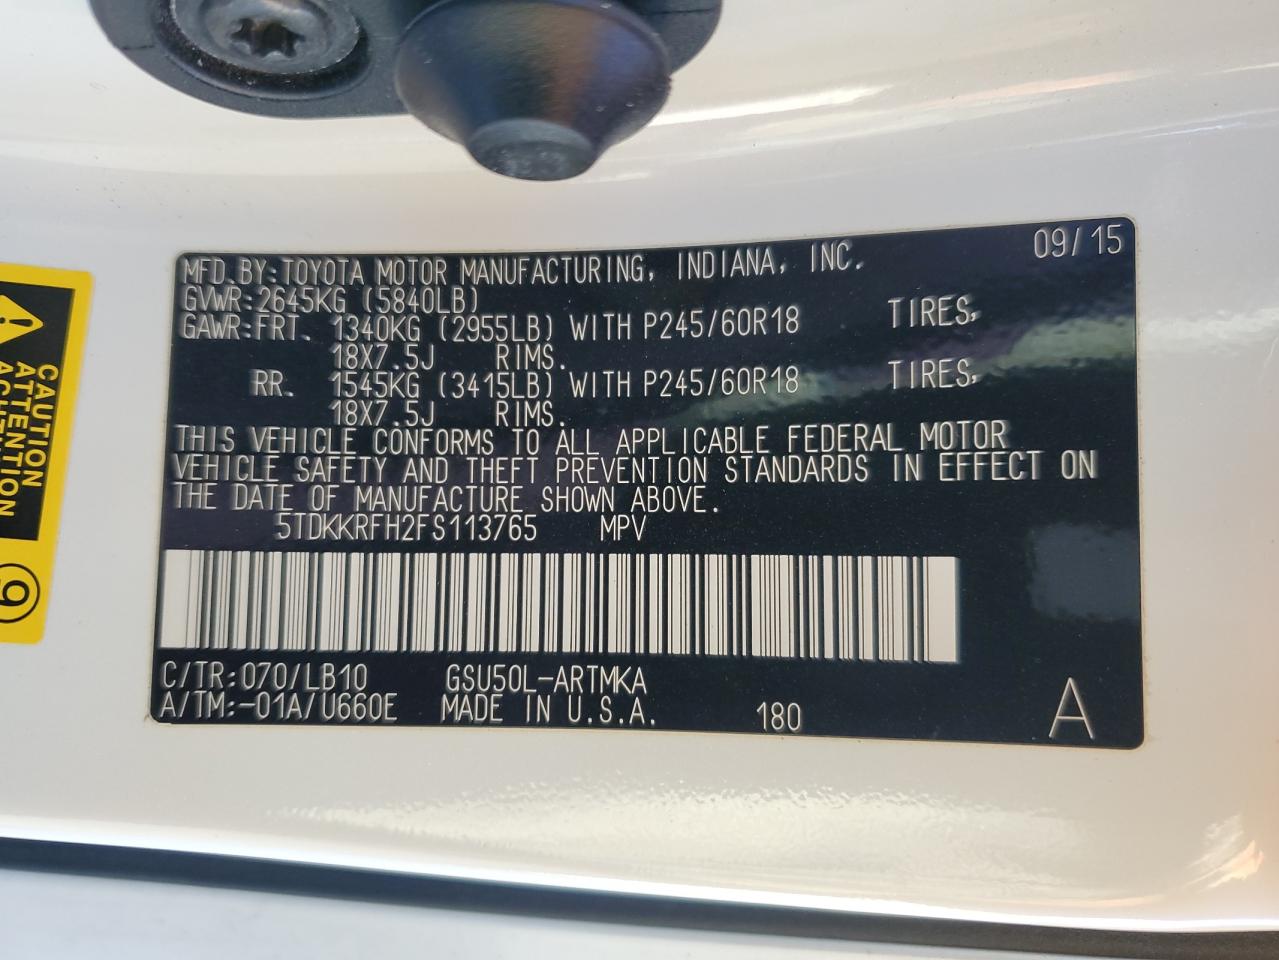 09/15
MFD.BY:TOYOTA MOTOR MANUFACTURING, INDIANA, INC.
GVWR:2645KG (5840LB)
GAWR:FRT. 1340KG (2955LB) WITH P245/60R18 TIRES,
18X7.5J RIMS.
RR. 1545KG (3415LB) WITH P245/60R18 TIRES,
18X7.5J RIMS.
THIS VEHICLE CONFORMS TO ALL APPLICABLE FEDERAL MOTOR
VEHICLE SAFETY AND THEFT PREVENTION STANDARDS IN EFFECT ON
THE DATE OF MANUFACTURE SHOWN ABOVE.
5TDKKRFH2FS113765 MPV
C/TR:070/LB10 GSU50L-ARTMKA
A/TM:-01A/U660E MADE IN U.S.A. 180 A
CAUTION
ATTENTION
9